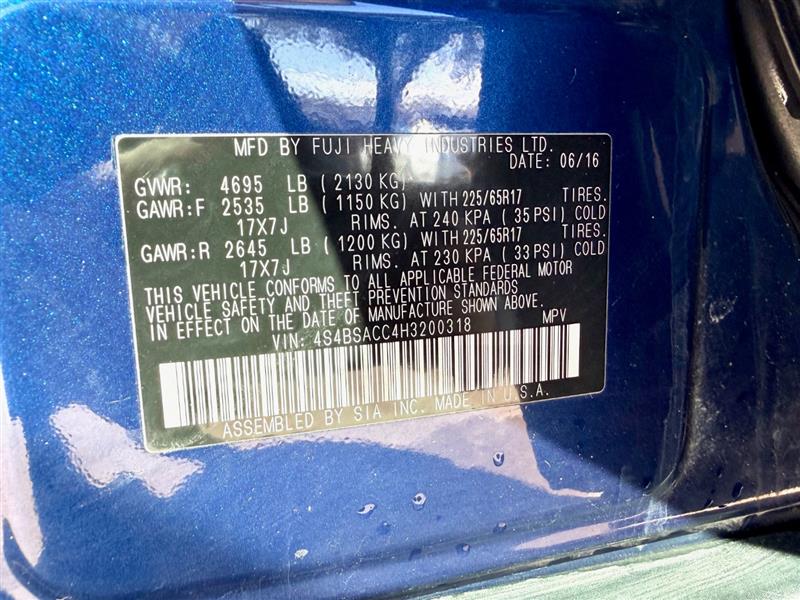 MFD BY FUJI HEAVY INDUSTRIES LTD.
DATE: 06/16
GVWR: 4695 LB ( 2130 KG)
GAWR:F 2535 LB ( 1150 KG) WITH 225/65R17 TIRES.
17X7J RIMS. AT 240 KPA ( 35 PSI) COLD
GAWR:R 2645 LB ( 1200 KG) WITH 225/65R17 TIRES.
17X7J RIMS. AT 230 KPA ( 33 PSI) COLD
THIS VEHICLE CONFORMS TO ALL APPLICABLE FEDERAL MOTOR
VEHICLE SAFETY AND THEFT PREVENTION STANDARDS
IN EFFECT ON THE DATE OF MANUFACTURE SHOWN ABOVE.
VIN: 4S4BSACC4H3200318 MPV
ASSEMBLED BY SIA INC. MADE IN U.S.A.